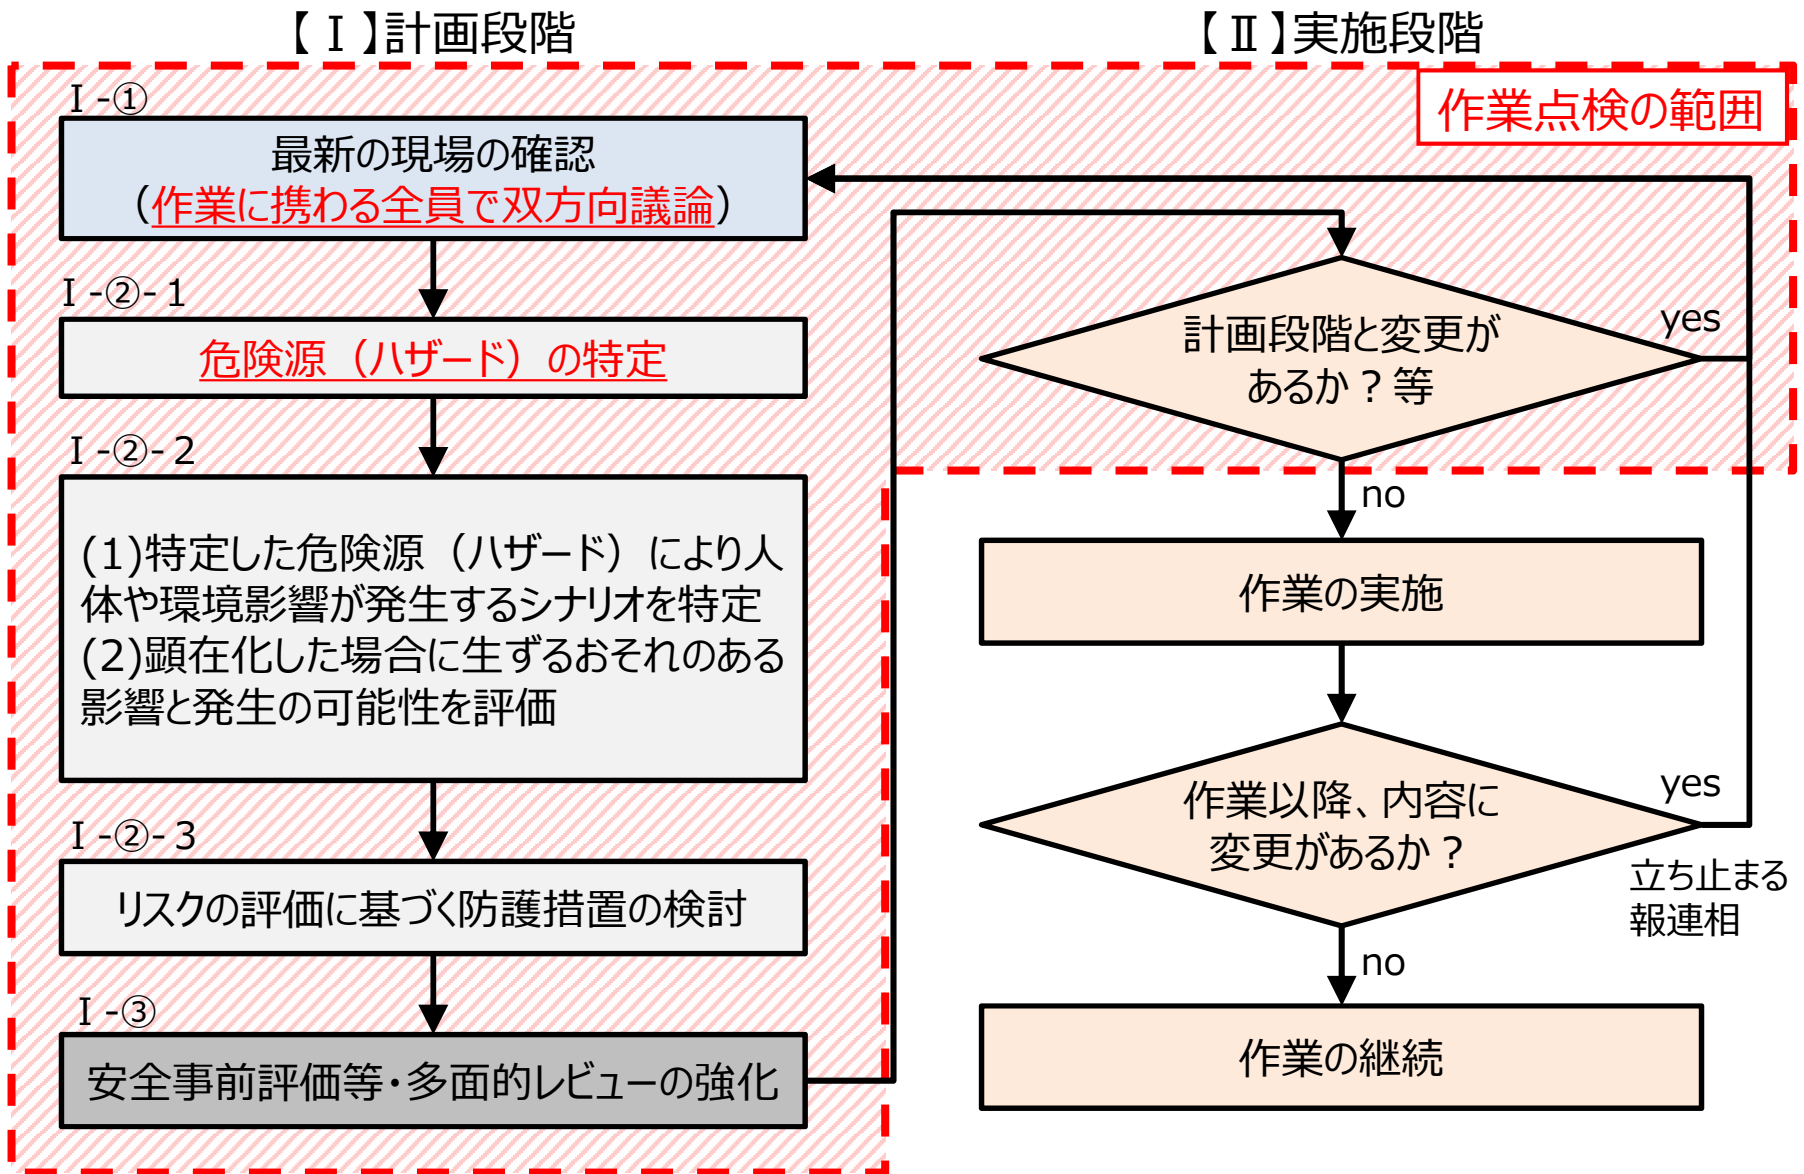 【Ⅰ】計画段階
Ⅰ-①
最新の現場の確認
（作業に携わる全員で双方向議論）
Ⅰ-②-1
危険源（ハザード）の特定
Ⅰ-②-2
(1)特定した危険源（ハザード）により人
体や環境影響が発生するシナリオを特定
(2)顕在化した場合に生ずるおそれのある
影響と発生の可能性を評価
Ⅰ-②-3
リスクの評価に基づく防護措置の検討
Ⅰ-③
安全事前評価等・多面的レビューの強化
【Ⅱ】実施段階
作業点検の範囲
計画段階と変更が
あるか？等
yes
no
作業の実施
作業以降、内容に
変更があるか？
yes
立ち止まる
報連相
no
作業の継続